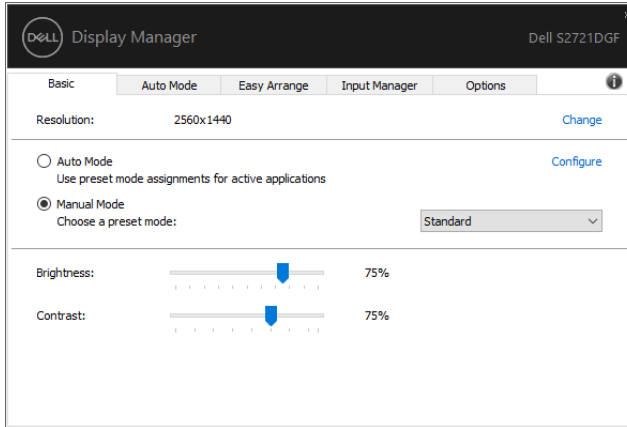 DELL Display Manager Dell S2721DGF
Basic Auto Mode Easy Arrange Input Manager Options
Resolution: 2560x1440 Change
Auto Mode Configure
Use preset mode assignments for active applications
Manual Mode
Choose a preset mode: Standard
Brightness: 75%
Contrast: 75%